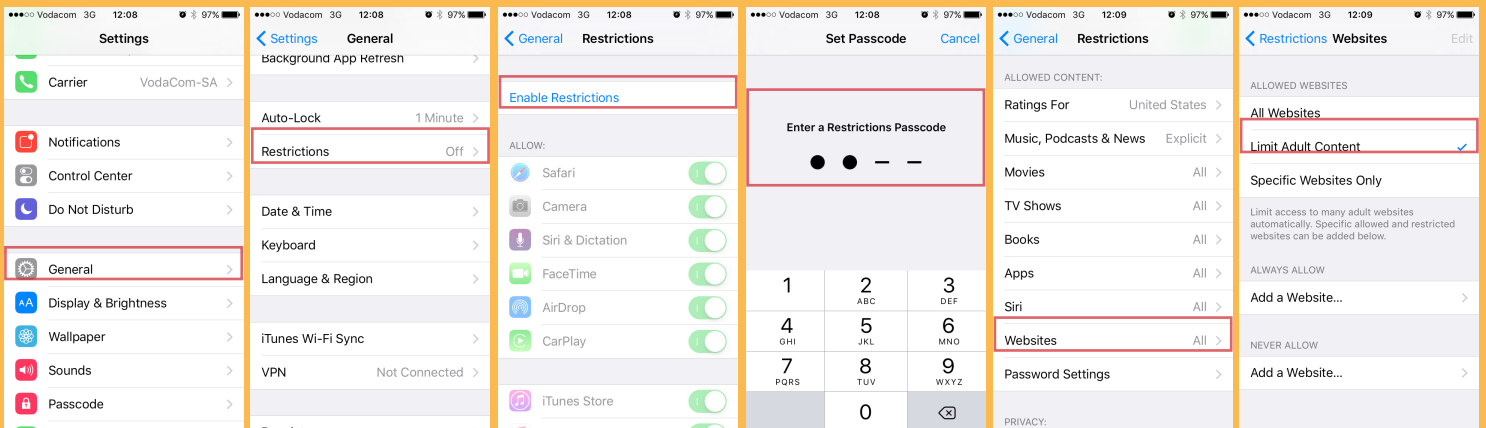 ●●●○○ Vodacom 3G 12:08 97%
Settings
Carrier VodaCom-SA
Notifications
Control Center
Do Not Disturb
General
AA Display & Brightness
Wallpaper
Sounds
Passcode
●●●○○ Vodacom 3G 12:08 97%
Settings General
Background App Refresh
Auto-Lock 1 Minute
Restrictions Off
Date & Time
Keyboard
Language & Region
iTunes Wi-Fi Sync
VPN Not Connected
●●●○○ Vodacom 3G 12:08 97%
General Restrictions
Enable Restrictions
ALLOW:
Safari
Camera
Siri & Dictation
FaceTime
AirDrop
CarPlay
iTunes Store
●●●○○ Vodacom 3G 12:08 97%
Set Passcode Cancel
Enter a Restrictions Passcode
1 2 3
ABC DEF
4 5 6
GHI JKL MNO
7 8 9
PQRS TUV WXYZ
0
●●●○○ Vodacom 3G 12:09 97%
General Restrictions
ALLOWED CONTENT:
Ratings For United States
Music, Podcasts & News Explicit
Movies All
TV Shows All
Books All
Apps All
Siri All
Websites All
Password Settings
PRIVACY:
●●●○○ Vodacom 3G 12:09 97%
Restrictions Websites Edit
ALLOWED WEBSITES
All Websites
Limit Adult Content
Specific Websites Only
Limit access to many adult websites
automatically. Specific allowed and restricted
websites can be added below.
ALWAYS ALLOW
Add a Website...
NEVER ALLOW
Add a Website...